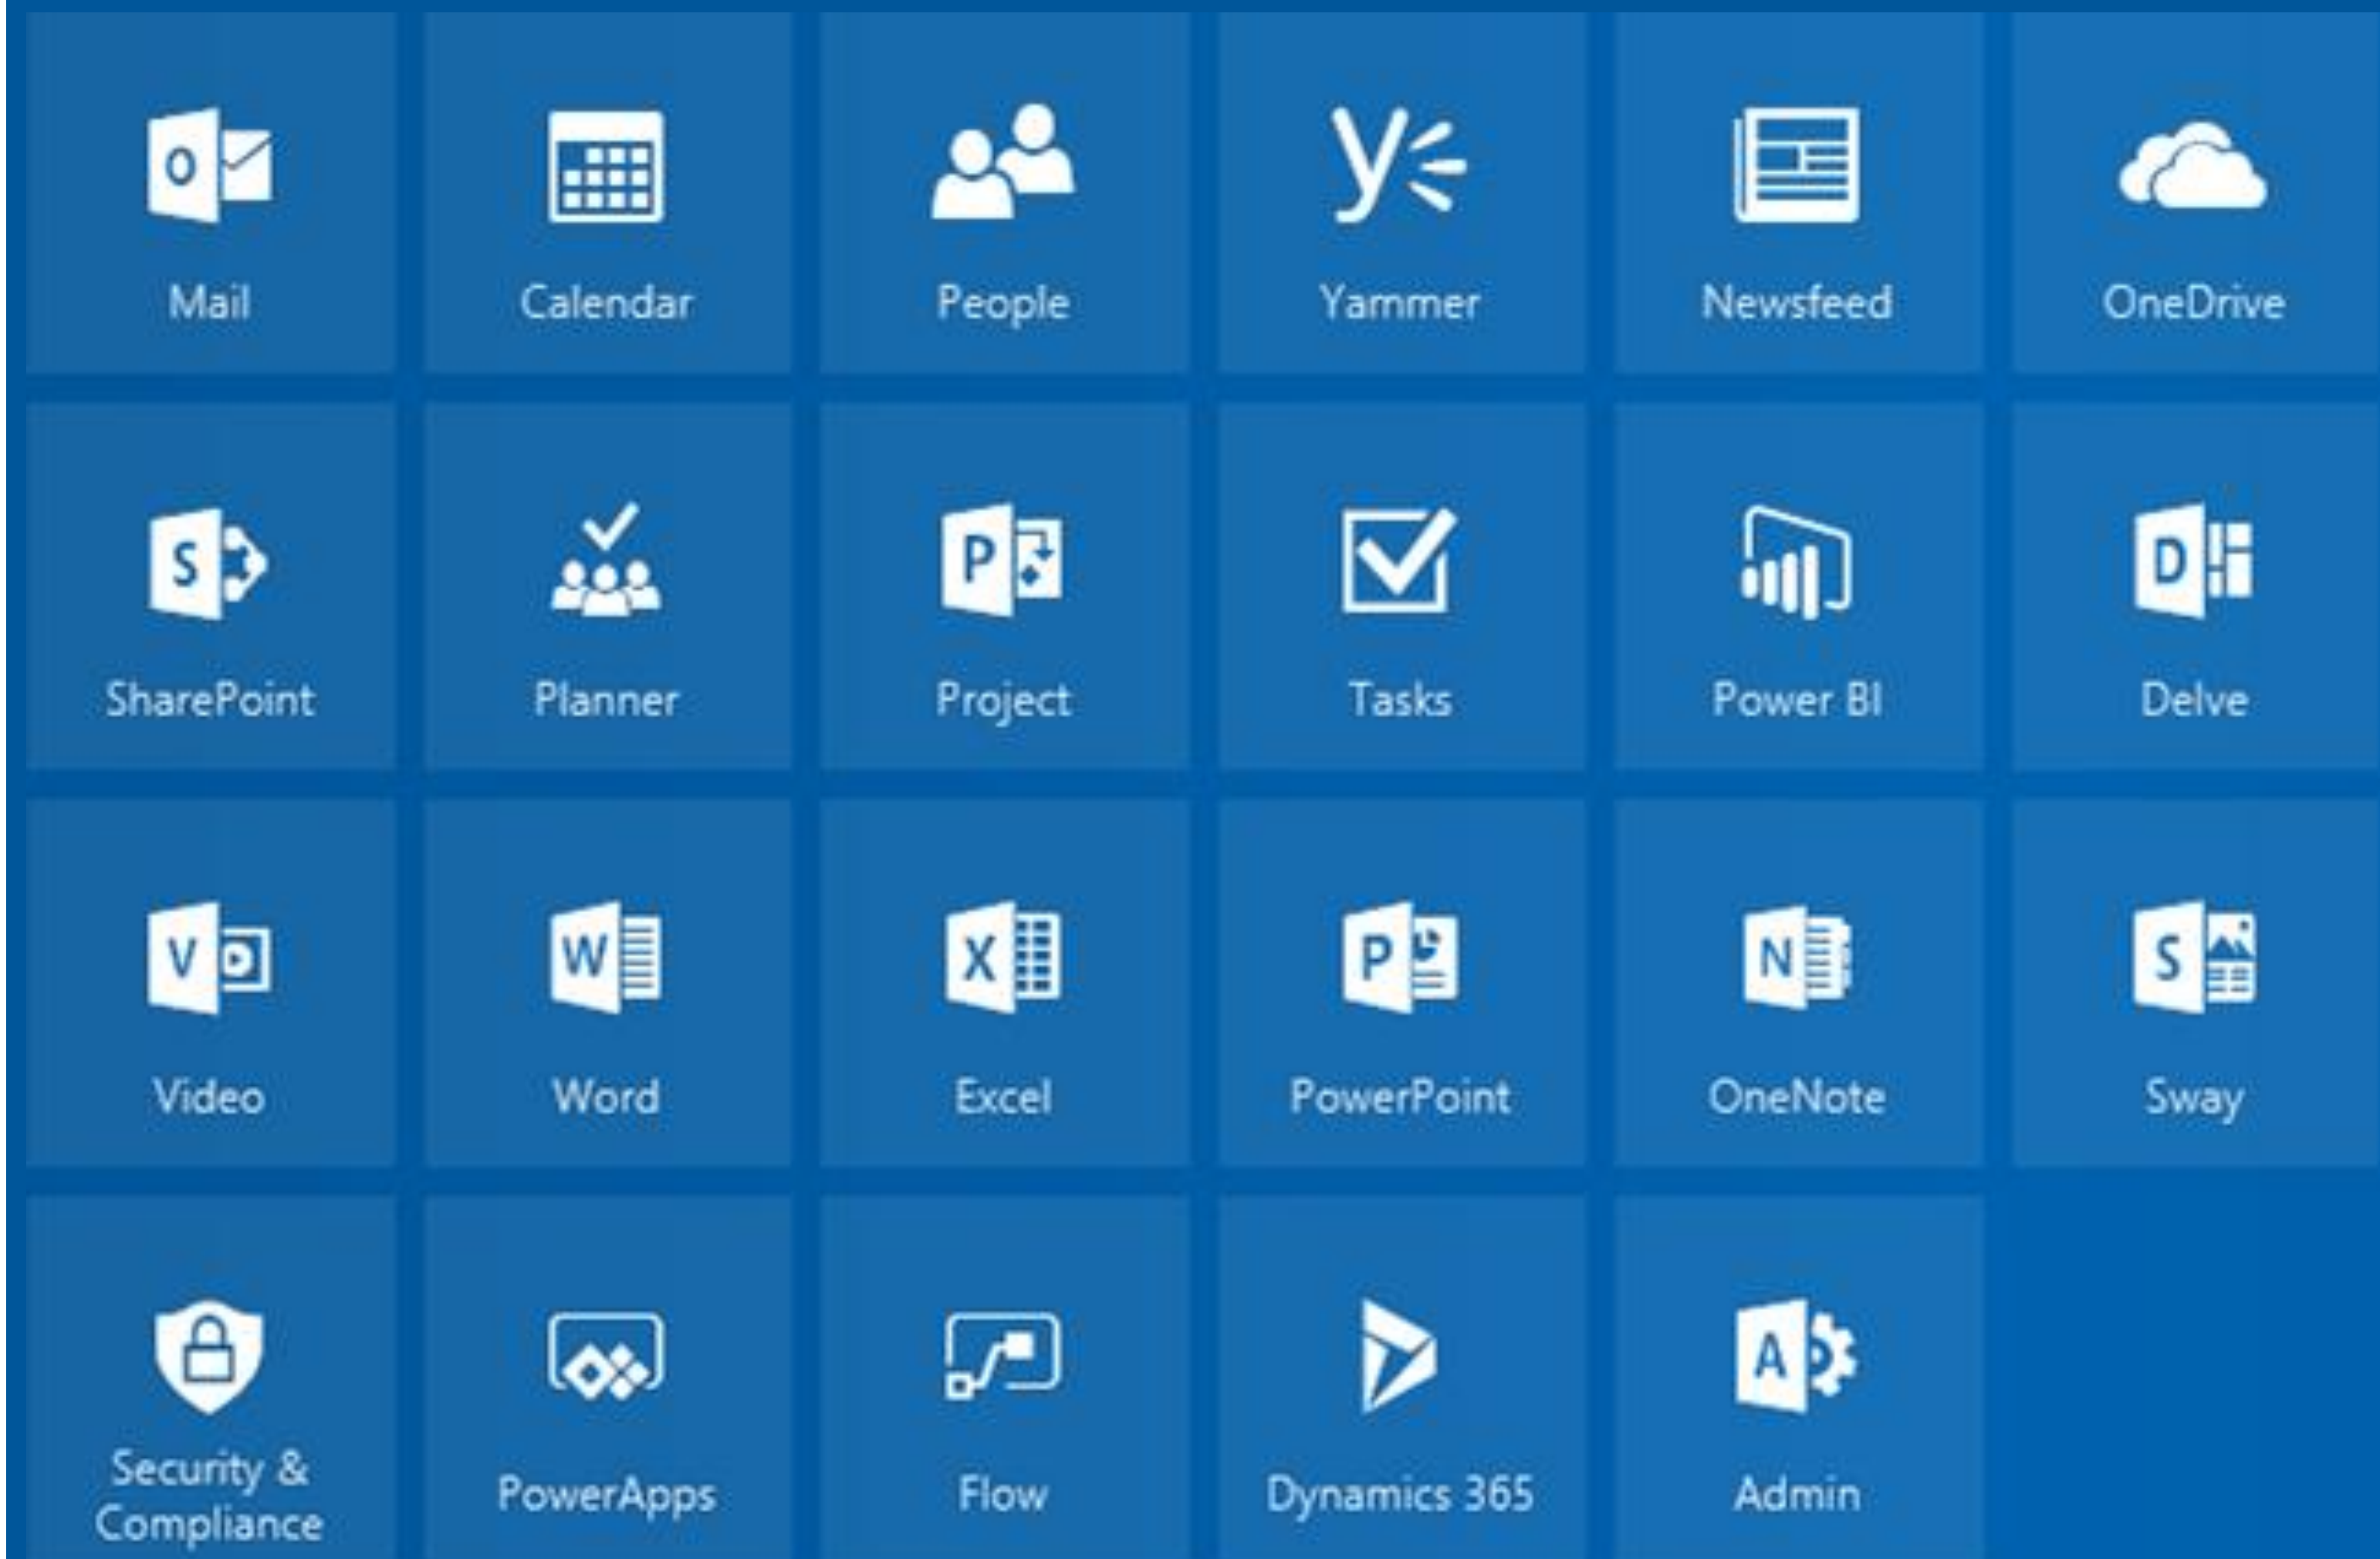 Mail Calendar People Yammer Newsfeed OneDrive
SharePoint Planner Project Tasks Power BI Delve
Video Word Excel PowerPoint OneNote Sway
Security &
Compliance PowerApps Flow Dynamics 365 Admin